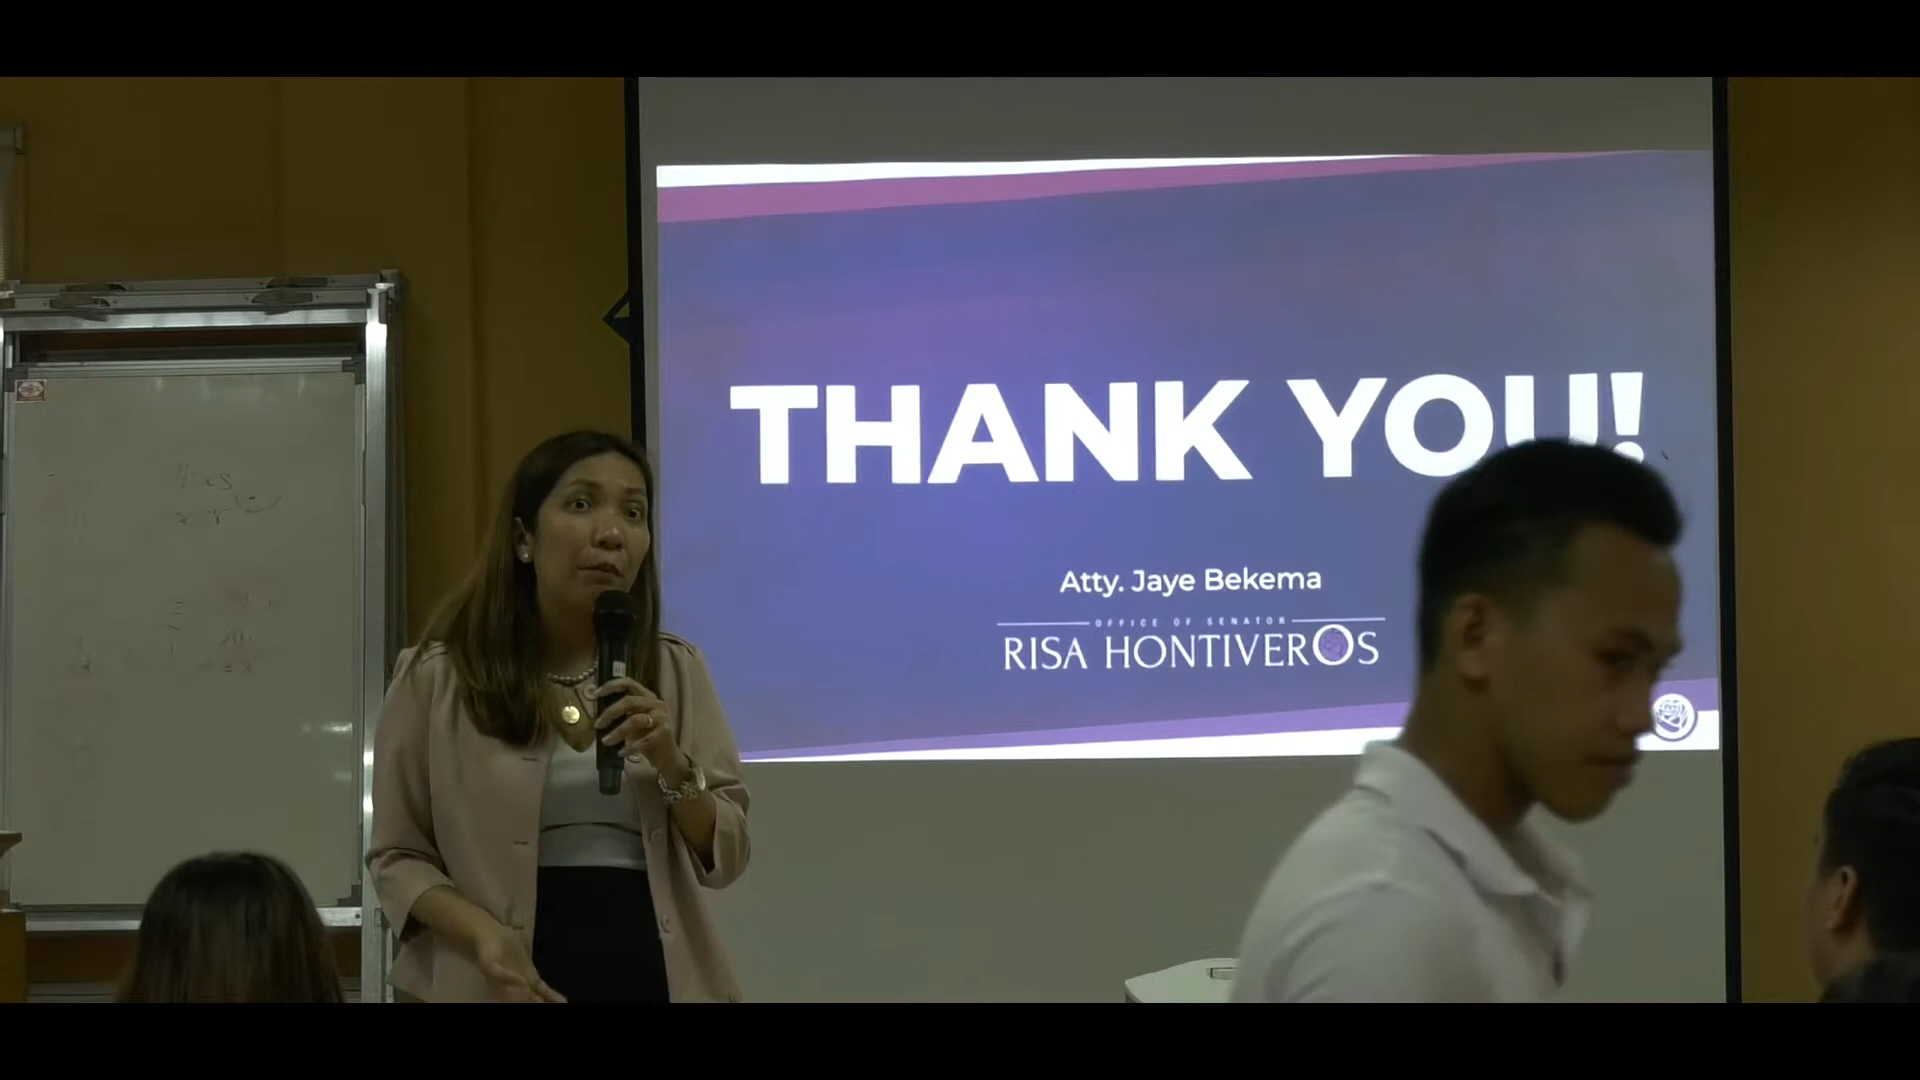 THANK YOU!
Atty. Jaye Bekema
OFFICE OF SENATOR
RISA HONTIVEROS